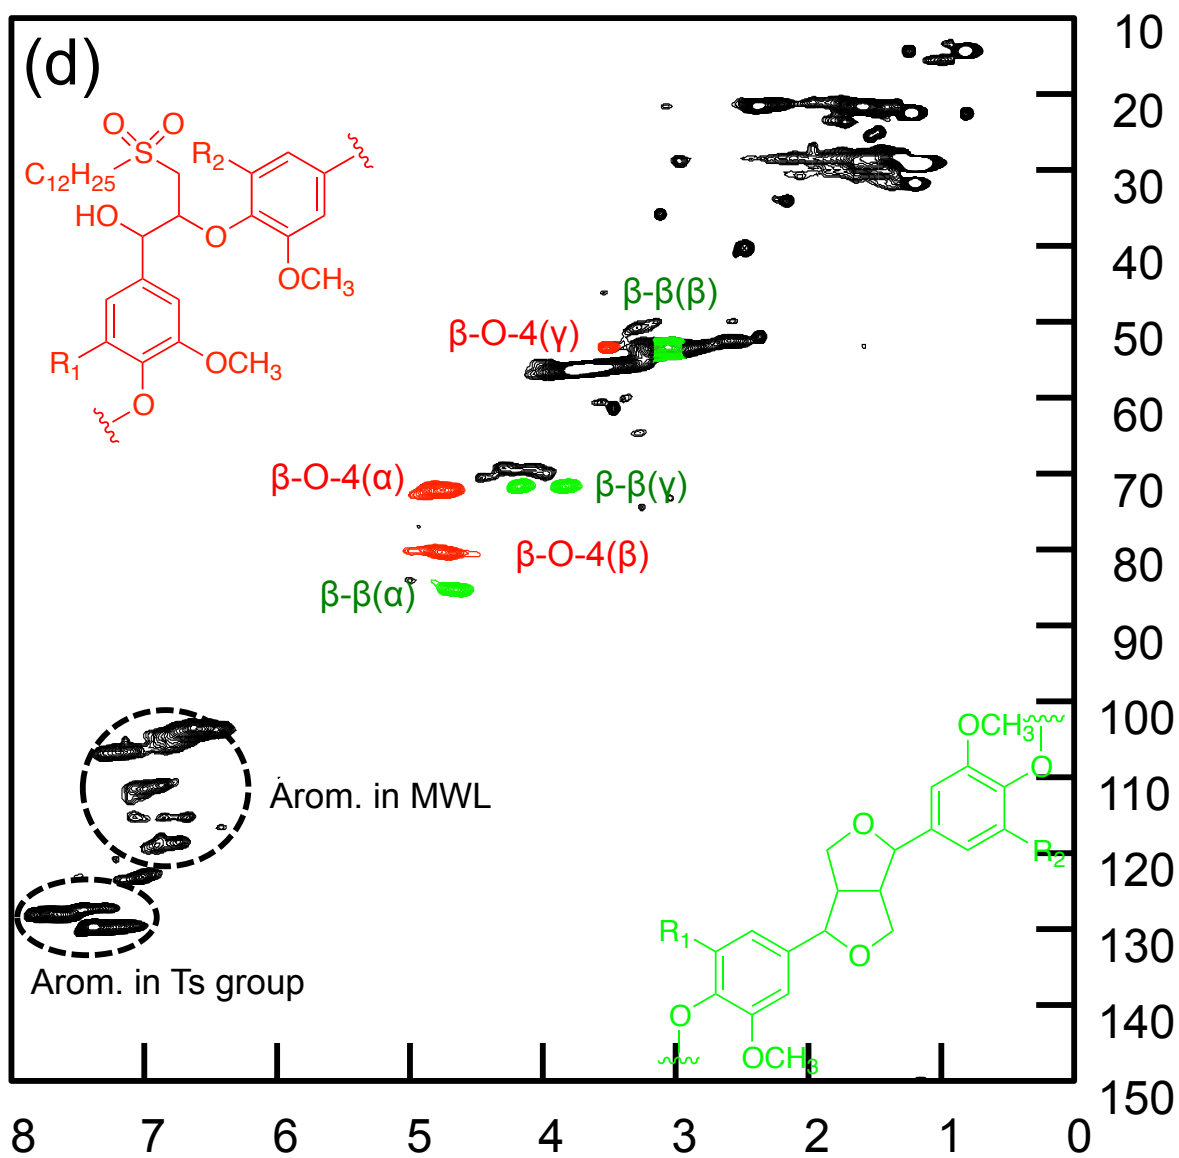 (d)
O O
S
R2
C12H25
HO
O
OCH3
R1
OCH3
O
β-β(β)
β-O-4(γ)
β-O-4(α)
β-β(γ)
β-O-4(β)
β-β(α)
Arom. in MWL
Arom. in Ts group
OCH3
O
O
R2
R1
O
O
OCH3
10
20
30
40
50
60
70
80
90
100
110
120
130
140
150
8 7 6 5 4 3 2 1 0